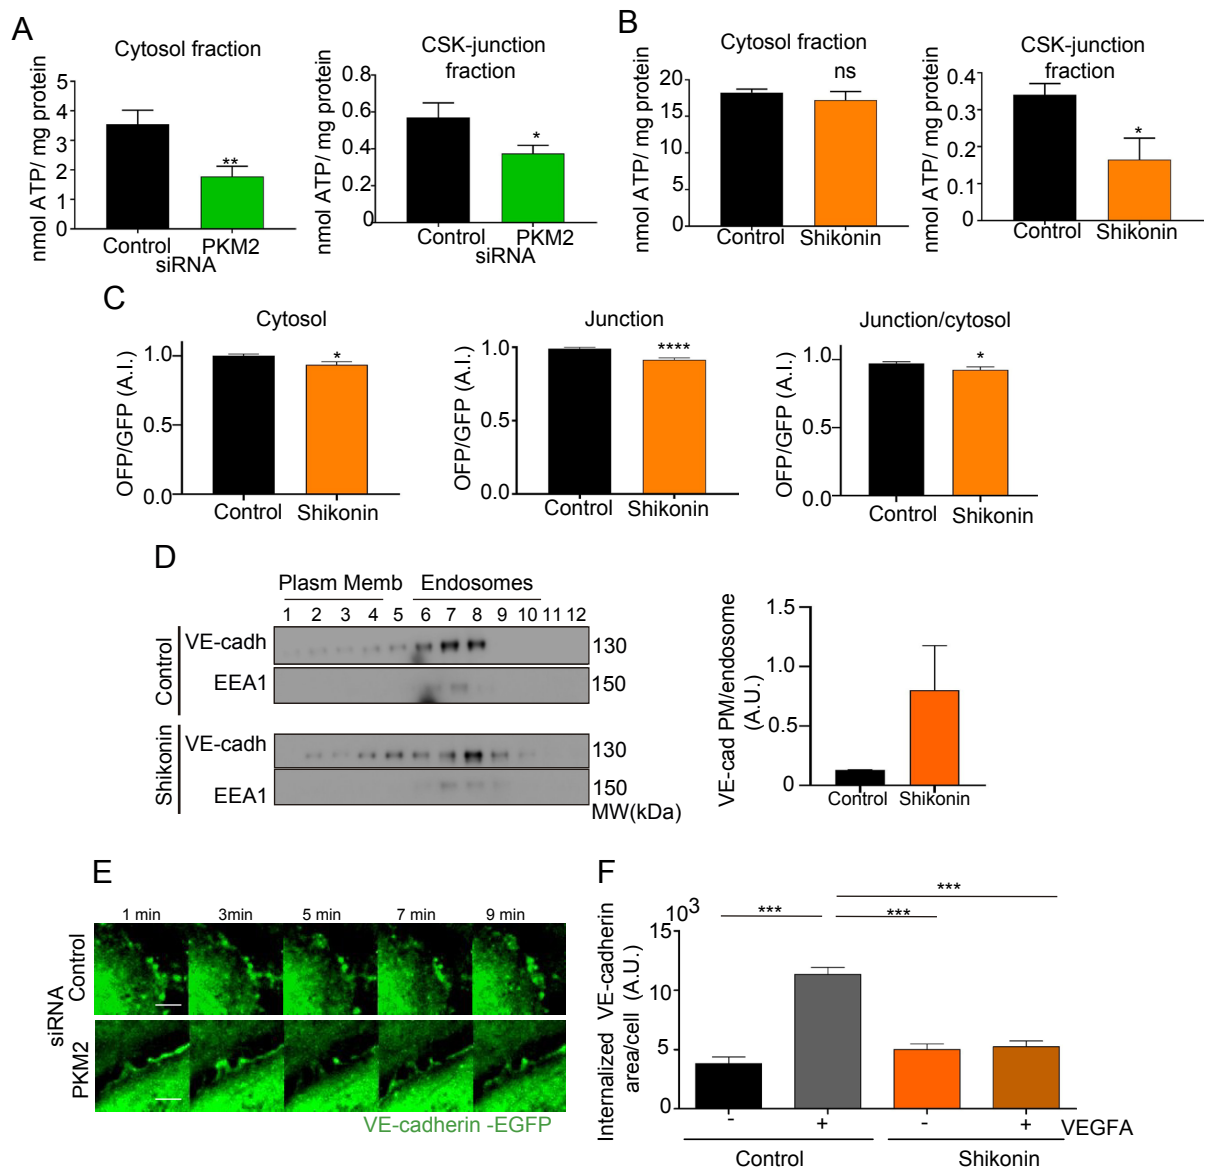 A
Cytosol fraction
nmol ATP/ mg protein
5
4
3
2
1
0
**
Control
PKM2
siRNA
CSK-junction
fraction
nmol ATP/ mg protein
0.8
0.6
0.4
0.2
0
*
Control
PKM2
siRNA
B
Cytosol fraction
ns
nmol ATP/ mg protein
20
15
10
5
0
Control
Shikonin
CSK-junction
fraction
nmol ATP/ mg protein
0.4
0.3
0.2
0.1
0
*
Control
Shikonin
C
Cytosol
OFP/GFP (A.I.)
1.0
0.5
0.0
*
Control
Shikonin
Junction
OFP/GFP (A.I.)
1.0
0.5
0.0
****
Control
Shikonin
Junction/cytosol
OFP/GFP (A.I.)
1.0
0.5
0.0
*
Control
Shikonin
D
Plasm Memb
Endosomes
1 2 3 4 5 6 7 8 9 10 11 12
Control
VE-cadh
130
EEA1
150
Shikonin
VE-cadh
130
EEA1
150
MW(kDa)
VE-cad PM/endosome
(A.U.)
1.5
1.0
0.5
0
Control
Shikonin
E
1 min
3min
5 min
7 min
9 min
siRNA
Control
PKM2
VE-cadherin -EGFP
F
Internalized VE-cadherin
area/cell (A.U.)
10³
15
10
5
0
***
***
***
- + - + VEGFA
Control
Shikonin